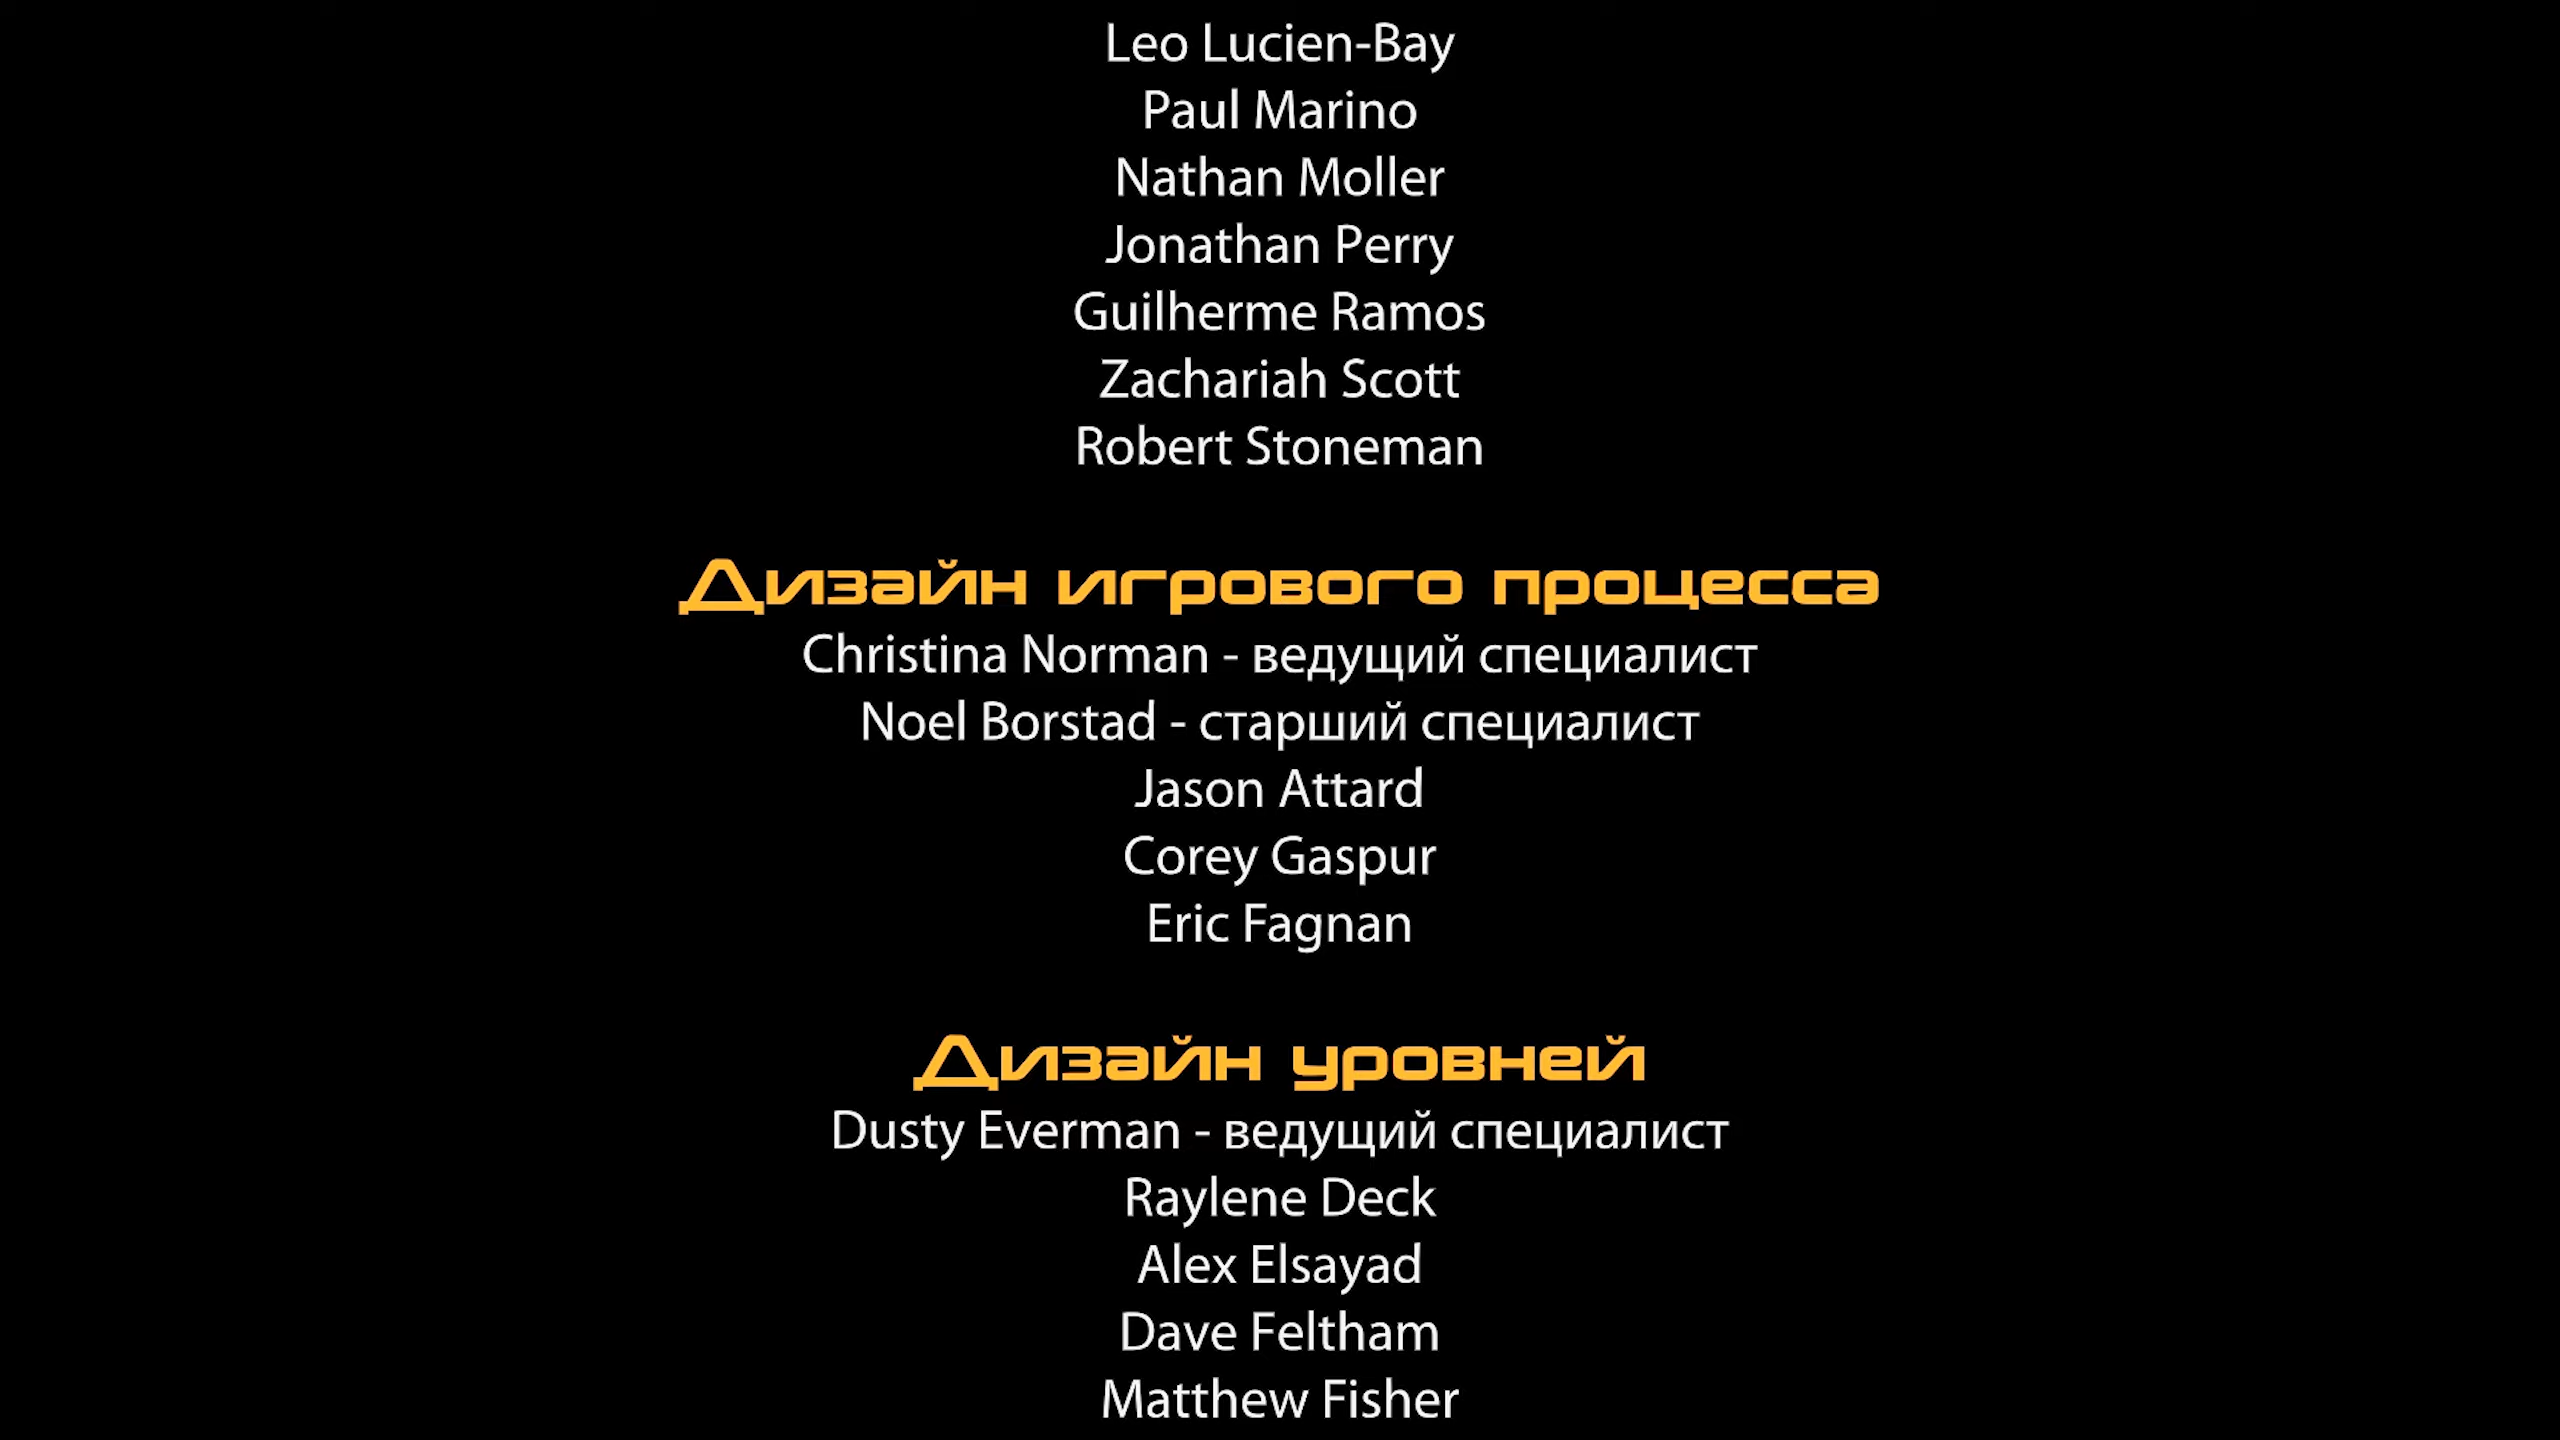 Leo Lucien-Bay
Paul Marino
Nathan Moller
Jonathan Perry
Guilherme Ramos
Zachariah Scott
Robert Stoneman
Дизайн игрового процесса
Christina Norman - ведущий специалист
Noel Borstad - старший специалист
Jason Attard
Corey Gaspur
Eric Fagnan
Дизайн уровней
Dusty Everman - ведущий специалист
Raylene Deck
Alex Elsayad
Dave Feltham
Matthew Fisher